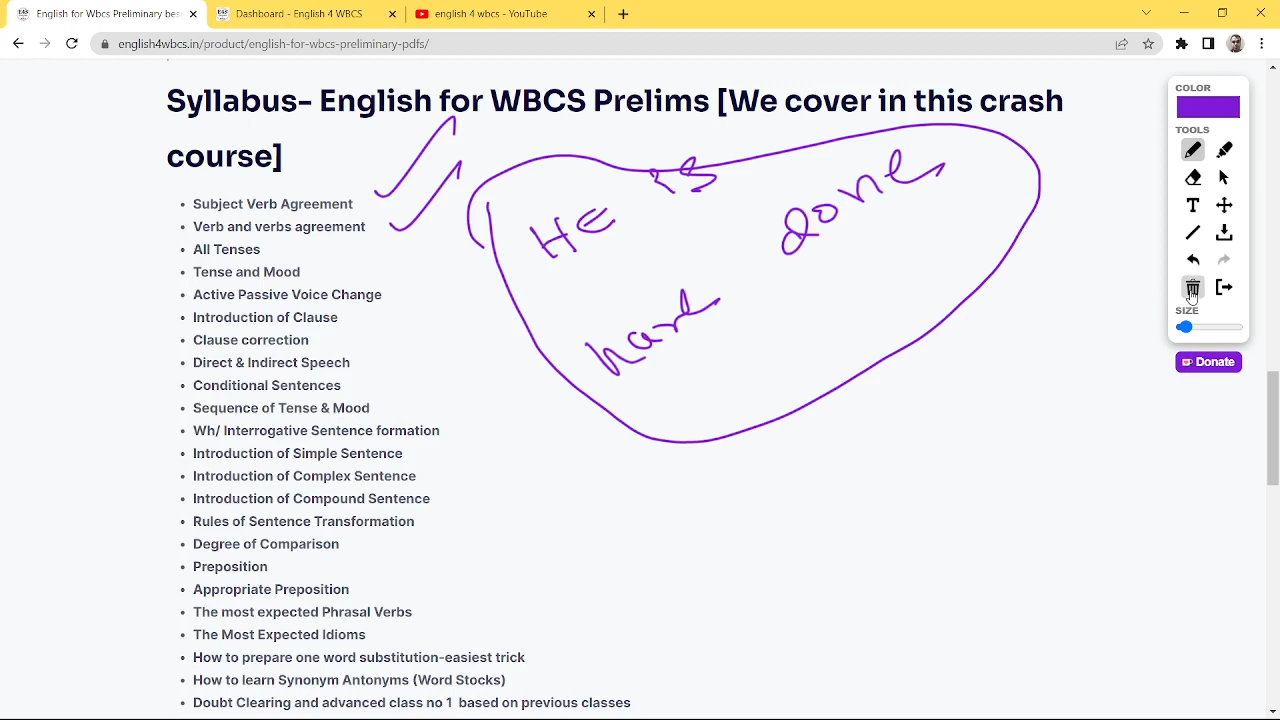 English for WBCS Preliminary bes
Dashboard - English 4 WBCS
english 4 wbcs - YouTube
english4wbcs.in/product/english-for-wbcs-preliminary-pdfs/
Syllabus- English for WBCS Prelims [We cover in this crash
course]
Subject Verb Agreement
Verb and verbs agreement
All Tenses
Tense and Mood
Active Passive Voice Change
Introduction of Clause
Clause correction
Direct & Indirect Speech
Conditional Sentences
Sequence of Tense & Mood
Wh/ Interrogative Sentence formation
Introduction of Simple Sentence
Introduction of Complex Sentence
Introduction of Compound Sentence
Rules of Sentence Transformation
Degree of Comparison
Preposition
Appropriate Preposition
The most expected Phrasal Verbs
The Most Expected Idioms
How to prepare one word substitution-easiest trick
How to learn Synonym Antonyms (Word Stocks)
Doubt Clearing and advanced class no 1 based on previous classes
HE is done
COLOR
TOOLS
T
SIZE
Donate